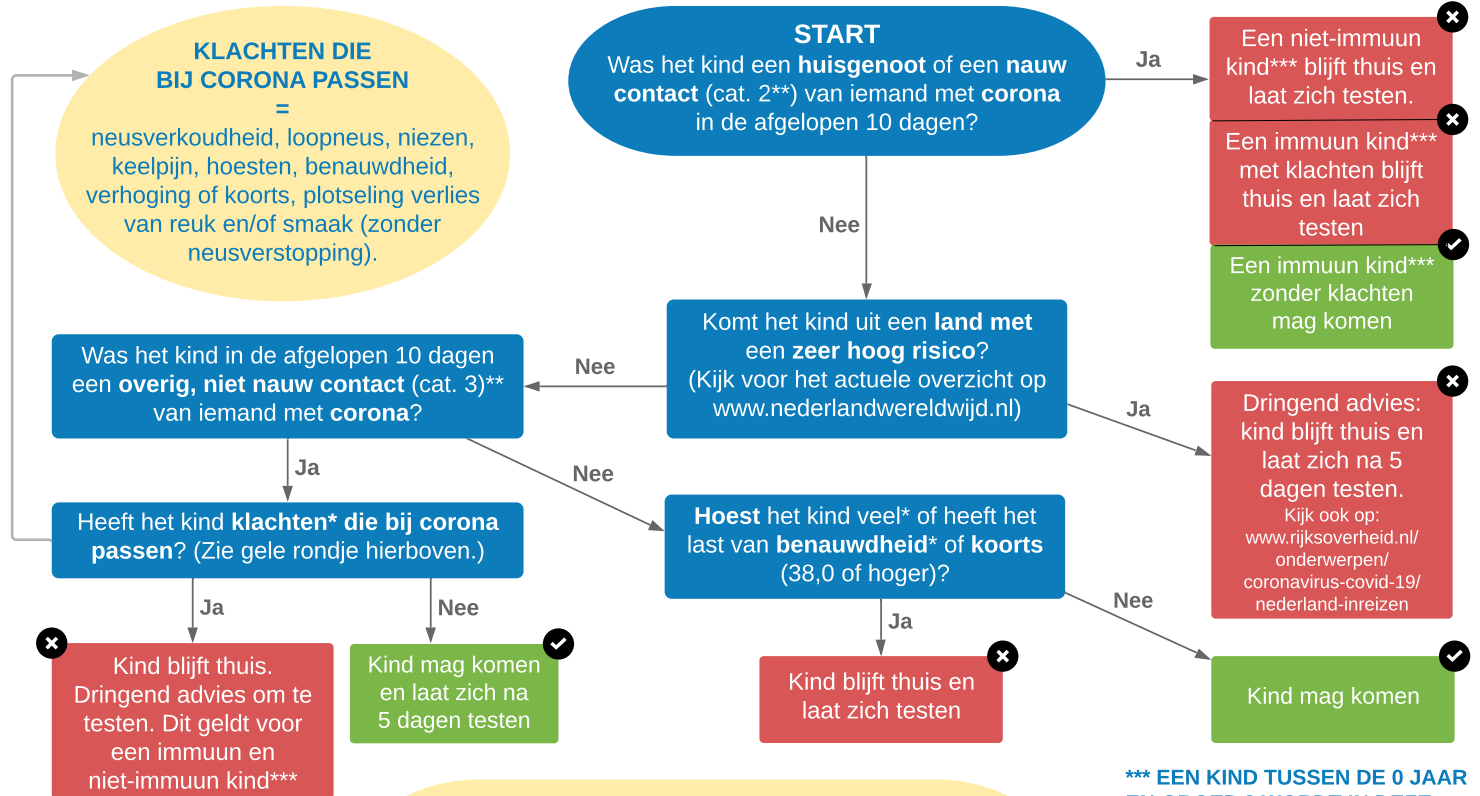 KLACHTEN DIE
BIJ CORONA PASSEN
=
neusverkoudheid, loopneus, niezen,
keelpijn, hoesten, benauwdheid,
verhoging of koorts, plotseling verlies
van reuk en/of smaak (zonder
neusverstopping).
START
Was het kind een huisgenoot of een nauw
contact (cat. 2**) van iemand met corona
in de afgelopen 10 dagen?
Ja
Een niet-immuun
kind*** blijft thuis en
laat zich testen.
Een immuun kind***
met klachten blijft
thuis en laat zich
testen
Een immuun kind***
zonder klachten
mag komen
Nee
Komt het kind uit een land met
een zeer hoog risico?
(Kijk voor het actuele overzicht op
www.nederlandwereldwijd.nl)
Ja
Dringend advies:
kind blijft thuis en
laat zich na 5
dagen testen.
Kijk ook op:
www.rijksoverheid.nl/
onderwerpen/
coronavirus-covid-19/
nederland-inreizen
Nee
Was het kind in de afgelopen 10 dagen
een overig, niet nauw contact (cat. 3)**
van iemand met corona?
Ja
Nee
Heeft het kind klachten* die bij corona
passen? (Zie gele rondje hierboven.)
Hoest het kind veel* of heeft het
last van benauwdheid* of koorts
(38,0 of hoger)?
Ja
Nee
Ja
Nee
Kind blijft thuis.
Dringend advies om te
testen. Dit geldt voor
een immuun en
niet-immuun kind***
Kind mag komen
en laat zich na
5 dagen testen
Kind blijft thuis en
laat zich testen
Kind mag komen
*** EEN KIND TUSSEN DE 0 JAAR